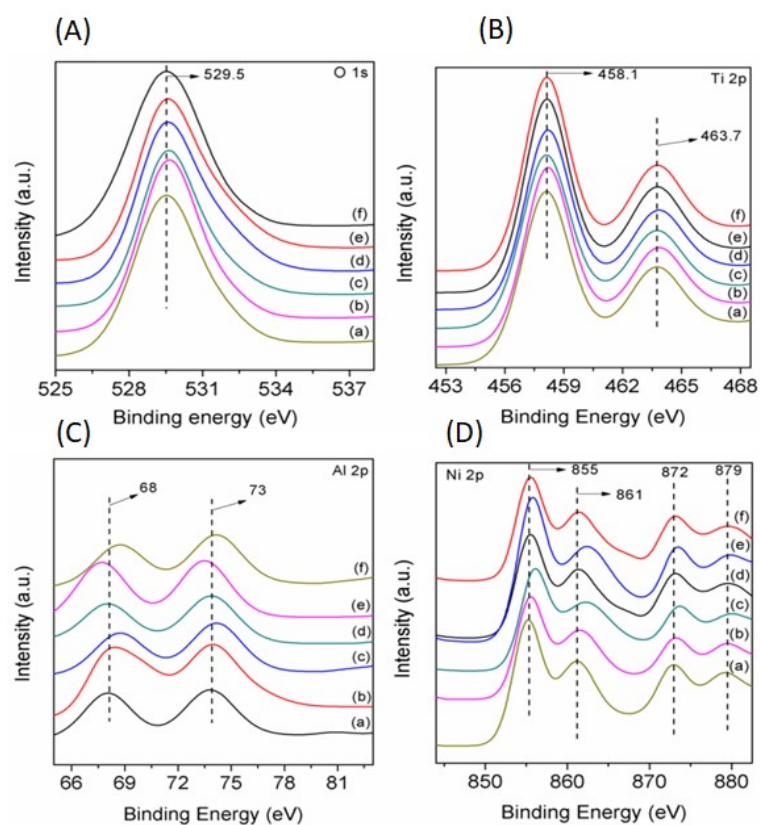 (A)
529.5
O 1s
(f)
(e)
(d)
(c)
(b)
(a)
Intensity (a.u.)
525 528 531 534 537
Binding energy (eV)
(B)
458.1
Ti 2p
463.7
(f)
(e)
(d)
(c)
(b)
(a)
Intensity (a.u.)
453 456 459 462 465 468
Binding Energy (eV)
(C)
Al 2p
68
73
(f)
(e)
(d)
(c)
(b)
(a)
Intensity (a.u.)
66 69 72 75 78 81
Binding Energy (eV)
(D)
Ni 2p
855
872
879
861
(f)
(e)
(d)
(c)
(b)
(a)
Intensity (a.u.)
850 860 870 880
Binding Energy (eV)